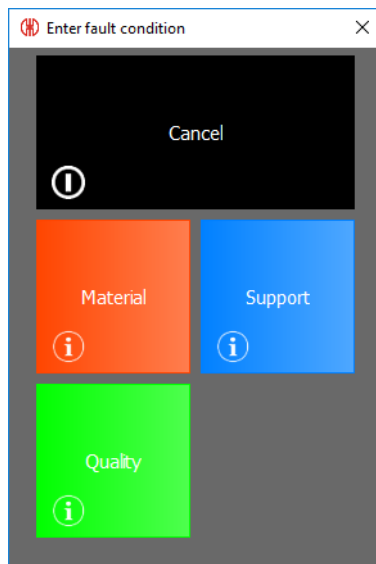 Enter fault condition
Cancel
Material
Support
Quality